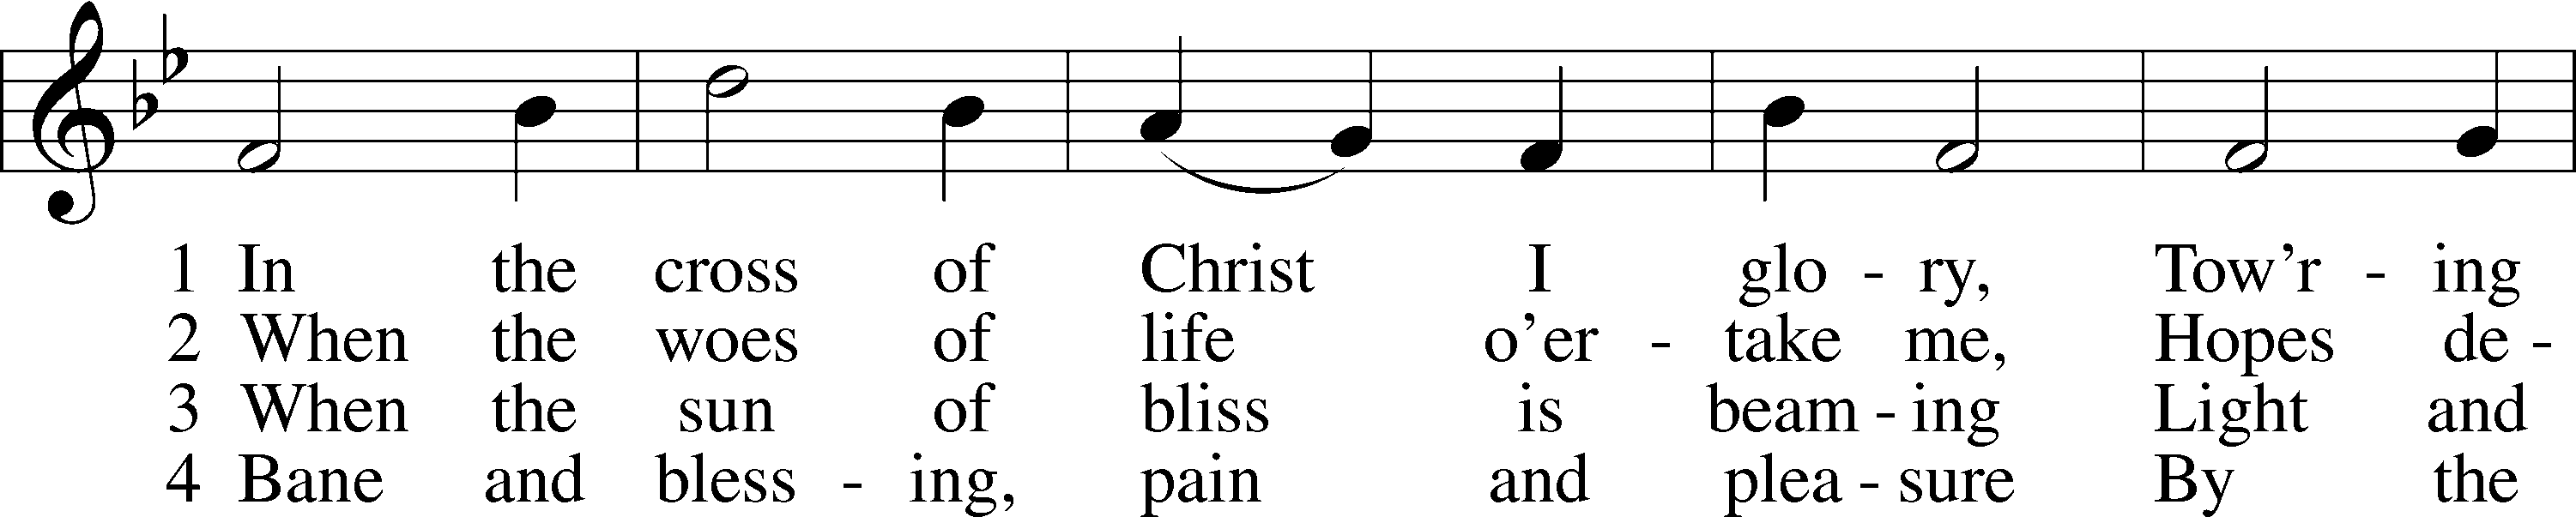 1 In the cross of Christ I glo - ry, Tow'r - ing
2 When the woes of life o'er - take me, Hopes de -
3 When the sun of bliss is beam - ing Light and
4 Bane and bless - ing, pain and plea - sure By the